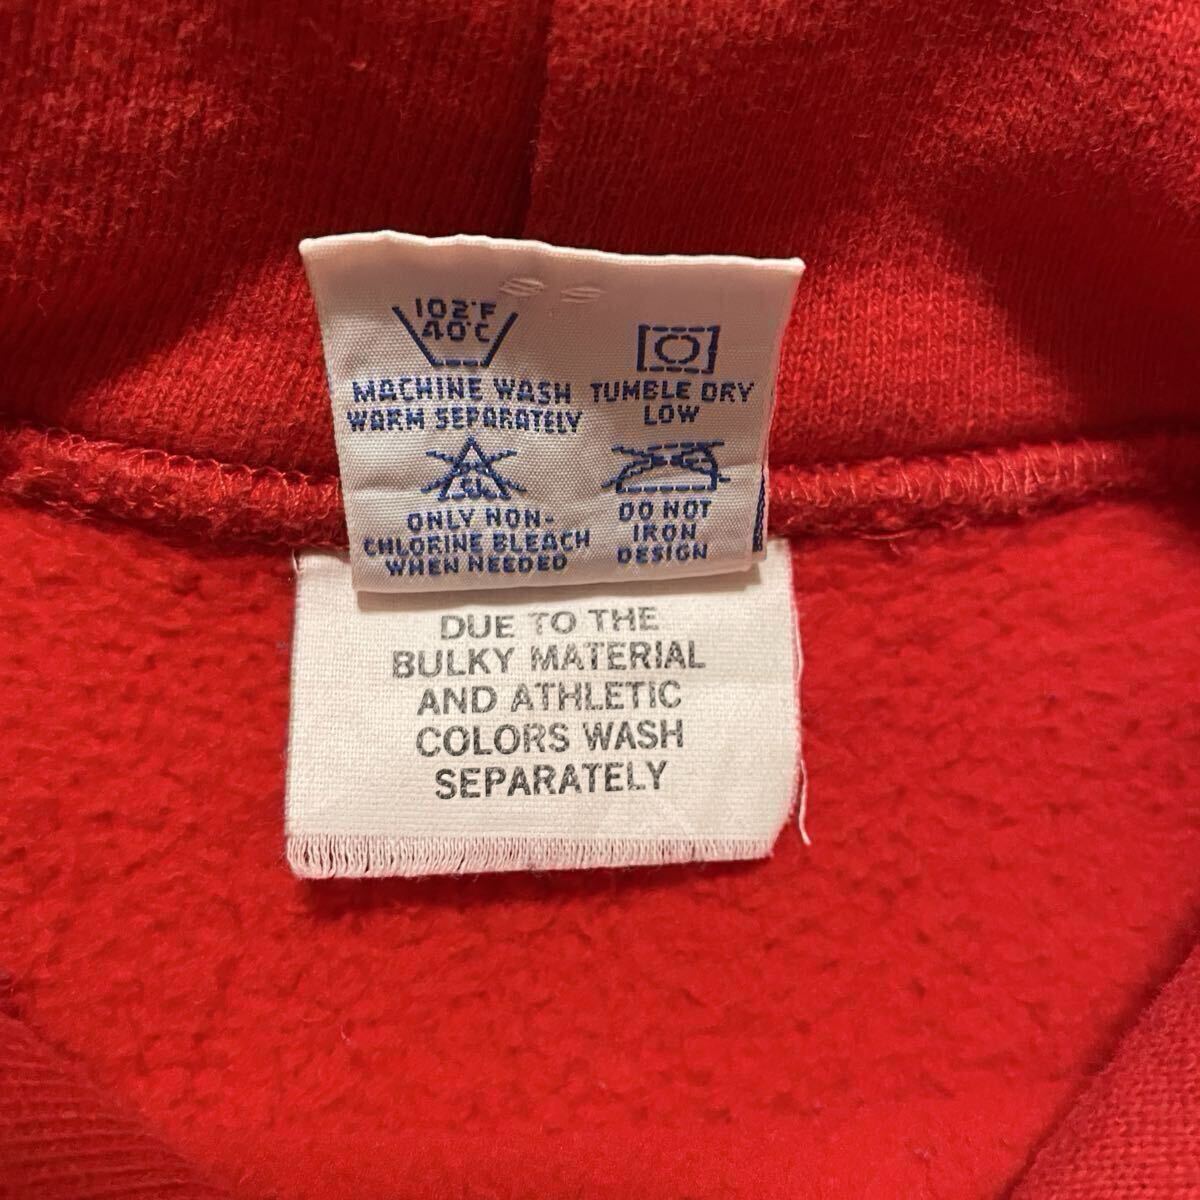 102°F
40°C
MACHINE WASH
WARM SEPARATELY
TUMBLE DRY
LOW
CL
ONLY NON-
CHLORINE BLEACH
WHEN NEEDED
DO NOT
IRON
DESIGN
DUE TO THE
BULKY MATERIAL
AND ATHLETIC
COLORS WASH
SEPARATELY